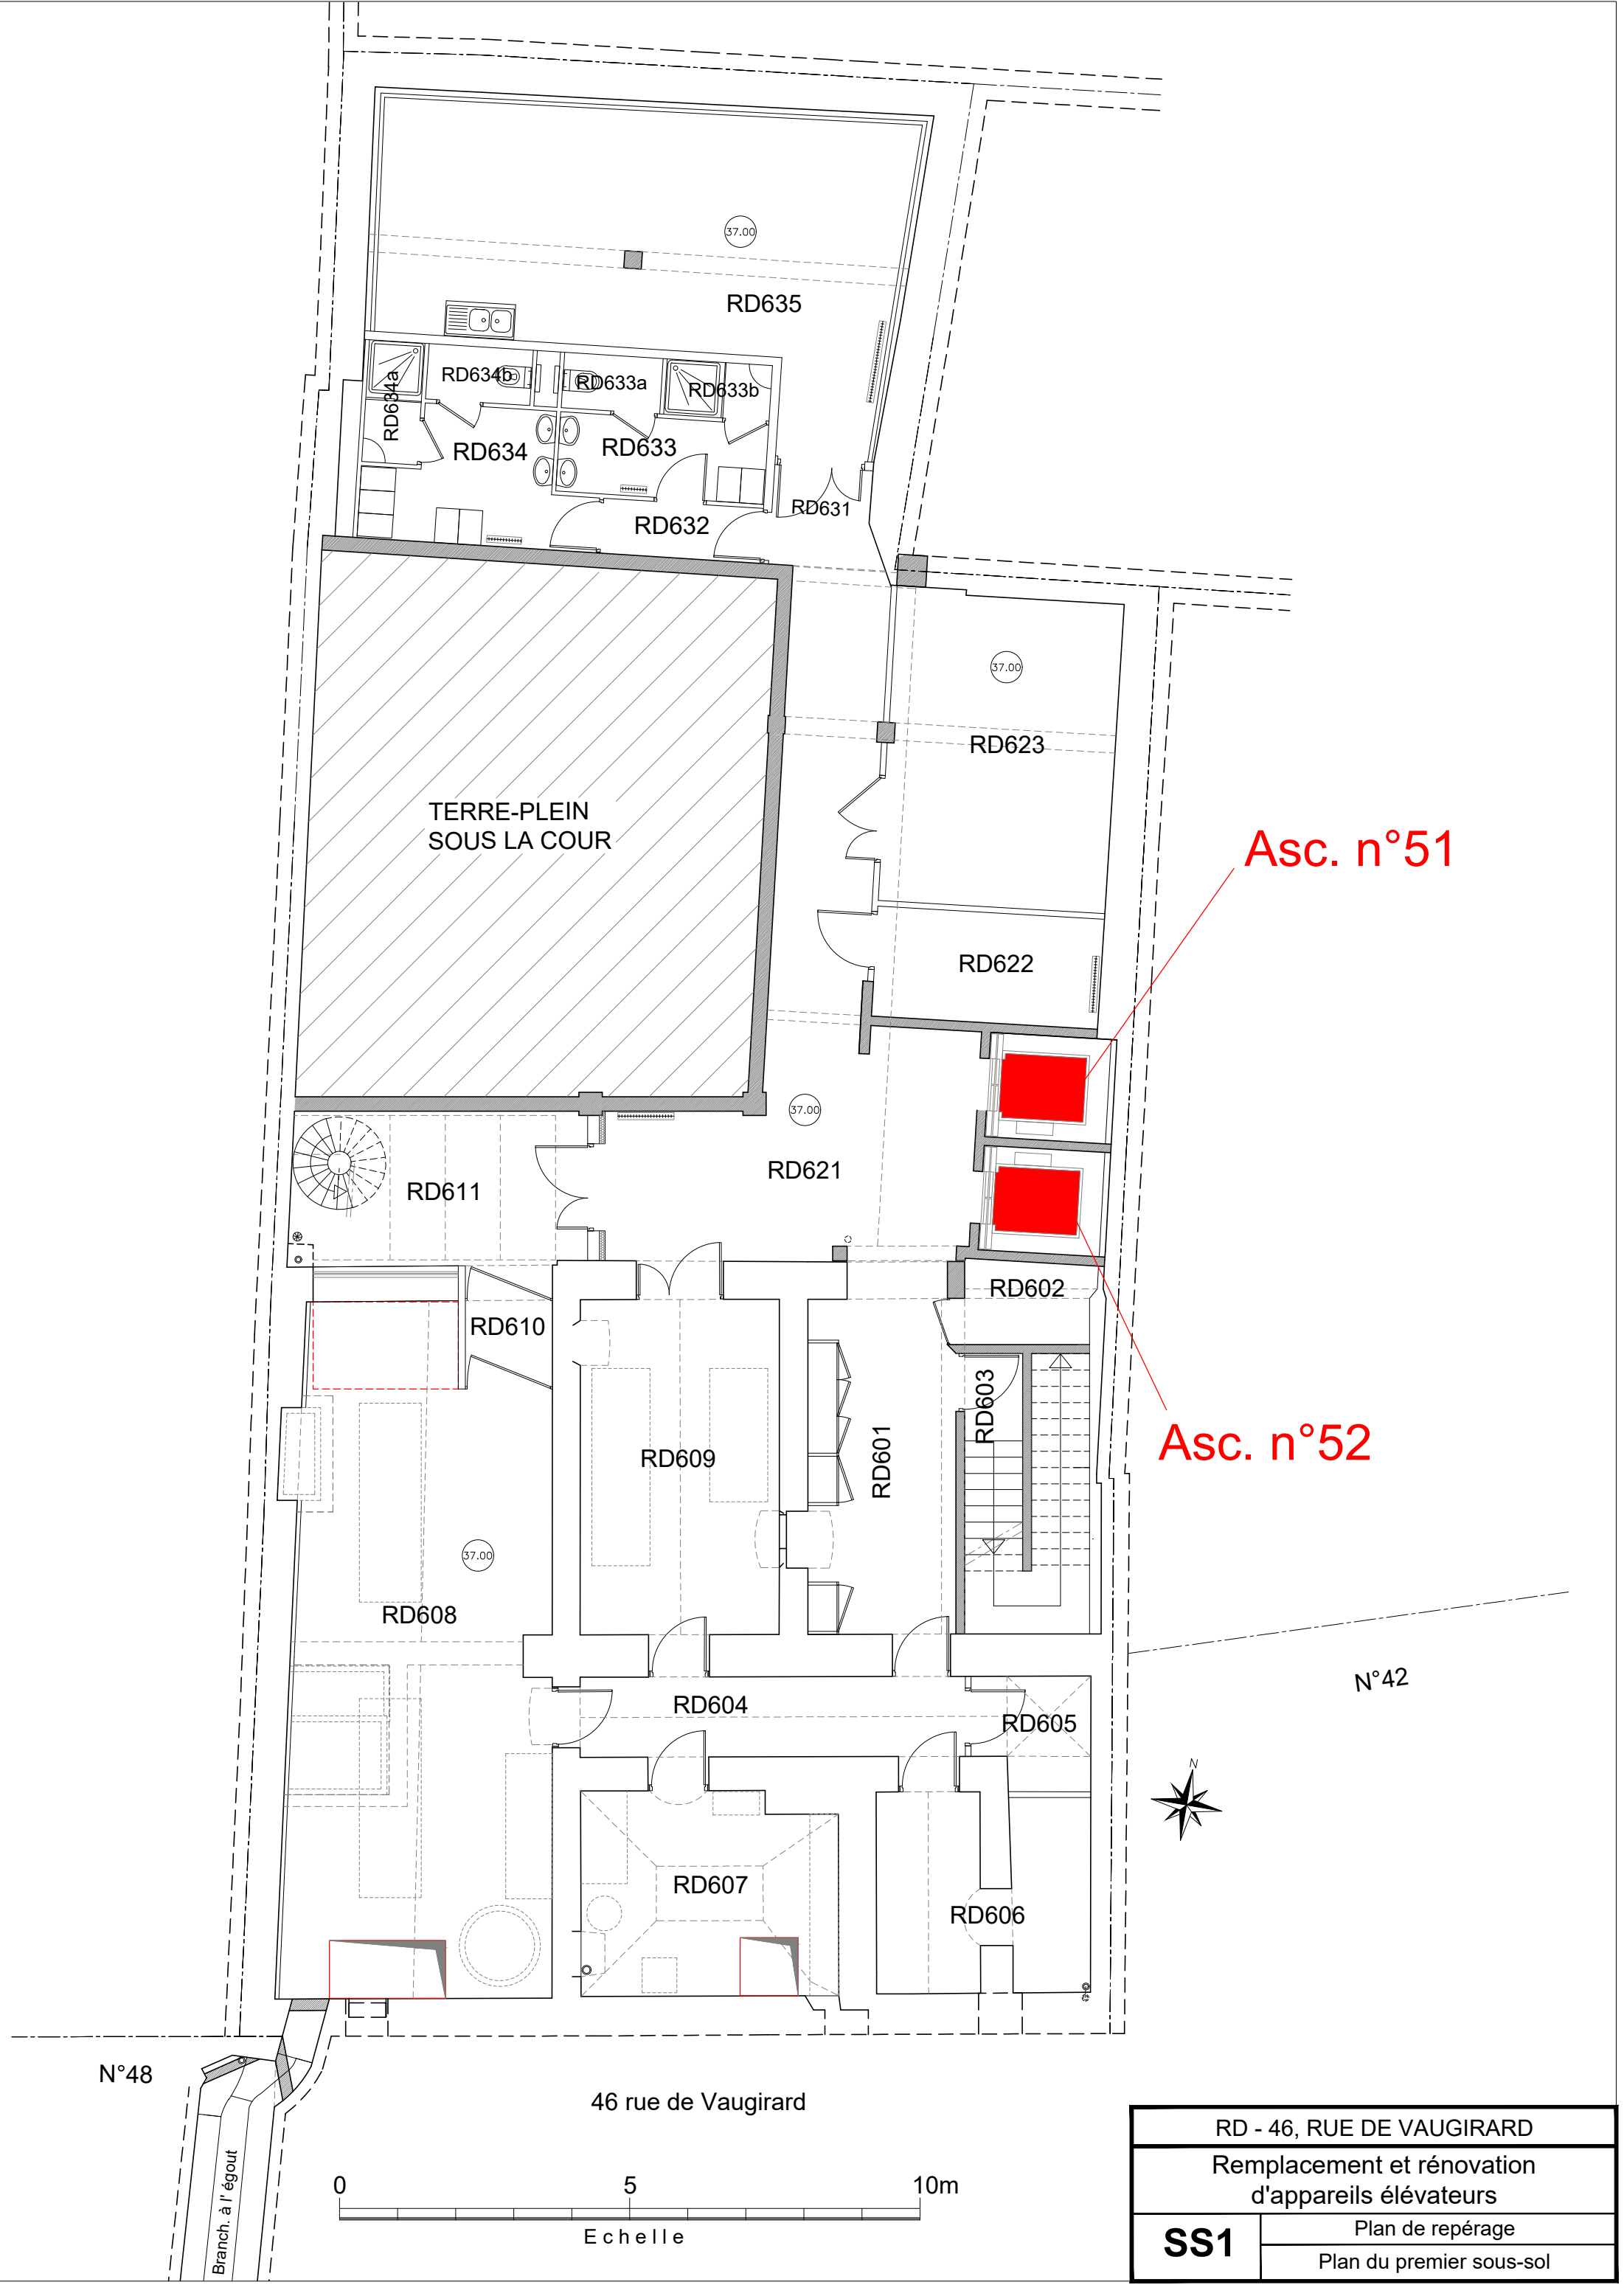 37.00
RD635
RD634a
RD634b
RD633a
RD633b
RD634
RD633
RD631
RD632
37.00
RD623
TERRE-PLEIN
SOUS LA COUR
Asc. n°51
RD622
37.00
RD621
RD611
RD602
RD610
RD603
Asc. n°52
RD609
RD601
37.00
RD608
N°42
RD604
RD605
N
RD607
RD606
N°48
46 rue de Vaugirard
Branch. à l' égout
0 5 10m
Echelle
RD - 46, RUE DE VAUGIRARD
Remplacement et rénovation
d'appareils élévateurs
SS1
Plan de repérage
Plan du premier sous-sol